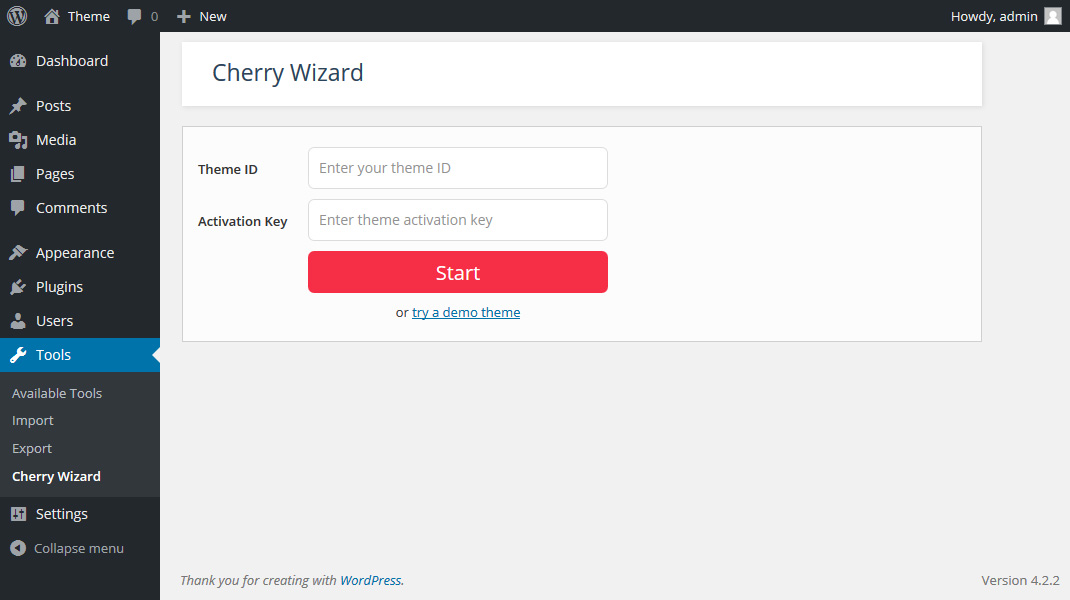 Theme 0 New Howdy, admin
Dashboard
Posts
Media
Pages
Comments
Appearance
Plugins
Users
Tools
Available Tools
Import
Export
Cherry Wizard
Settings
Collapse menu
Cherry Wizard
Theme ID Enter your theme ID
Activation Key Enter theme activation key
Start
or try a demo theme
Thank you for creating with WordPress. Version 4.2.2